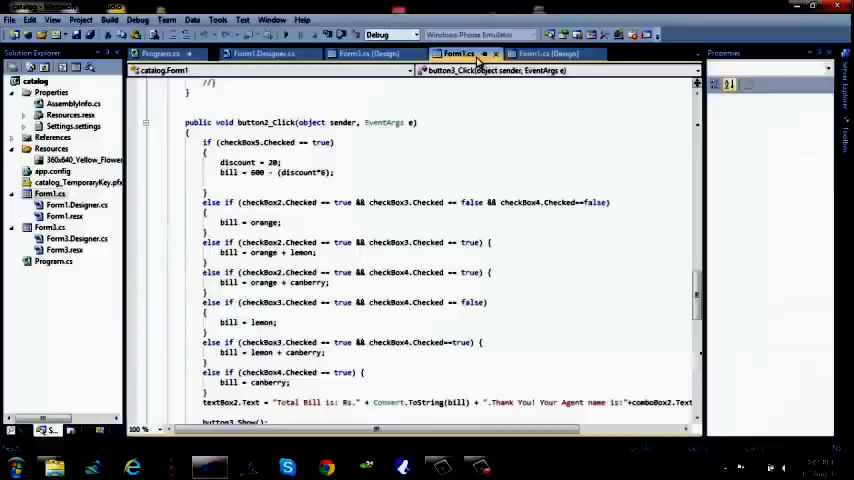 File Edit View Project Build Debug Team Data Tools Test Window Help
Debug Windows Phone Emulator
Solution Explorer
Program.cs Form1.Designer.cs Form3.cs [Design] Form1.cs Form1.cs [Design]
Properties
catalog.Form1 button3_Click(object sender, EventArgs e)
catalog
Properties
AssemblyInfo.cs
Resources.resx
Settings.settings
References
Resources
360x640_Yellow_Flower
app.config
catalog_TemporaryKey.pfx
Form1.cs
Form1.Designer.cs
Form1.resx
Form3.cs
Form3.Designer.cs
Form3.resx
Program.cs
//}
}
public void button2_Click(object sender, EventArgs e)
{
if (checkBox5.Checked == true)
{
discount = 20;
bill = 600 - (discount*6);
}
else if (checkBox2.Checked == true && checkBox3.Checked == false && checkBox4.Checked==false)
{
bill = orange;
}
else if (checkBox2.Checked == true && checkBox3.Checked == true) {
bill = orange + lemon;
}
else if (checkBox2.Checked == true && checkBox4.Checked == true) {
bill = orange + canberry;
}
else if (checkBox3.Checked == true && checkBox4.Checked == false)
{
bill = lemon;
}
else if (checkBox3.Checked == true && checkBox4.Checked==true) {
bill = lemon + canberry;
}
else if (checkBox4.Checked == true) {
bill = canberry;
}
textBox2.Text = "Total Bill is: Rs." + Convert.ToString(bill) + ".Thank You! Your Agent name is:"+comboBox2.Text
button3.Show();
100 %
Server Explorer
Toolbox